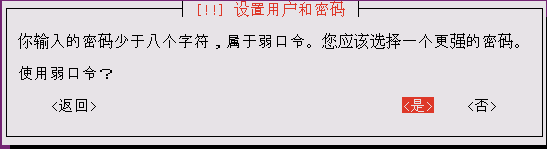 [!!] 设置用户和密码
你输入的密码少于八个字符，属于弱口令。您应该选择一个更强的密码。
使用弱口令？
<返回> <是> <否>